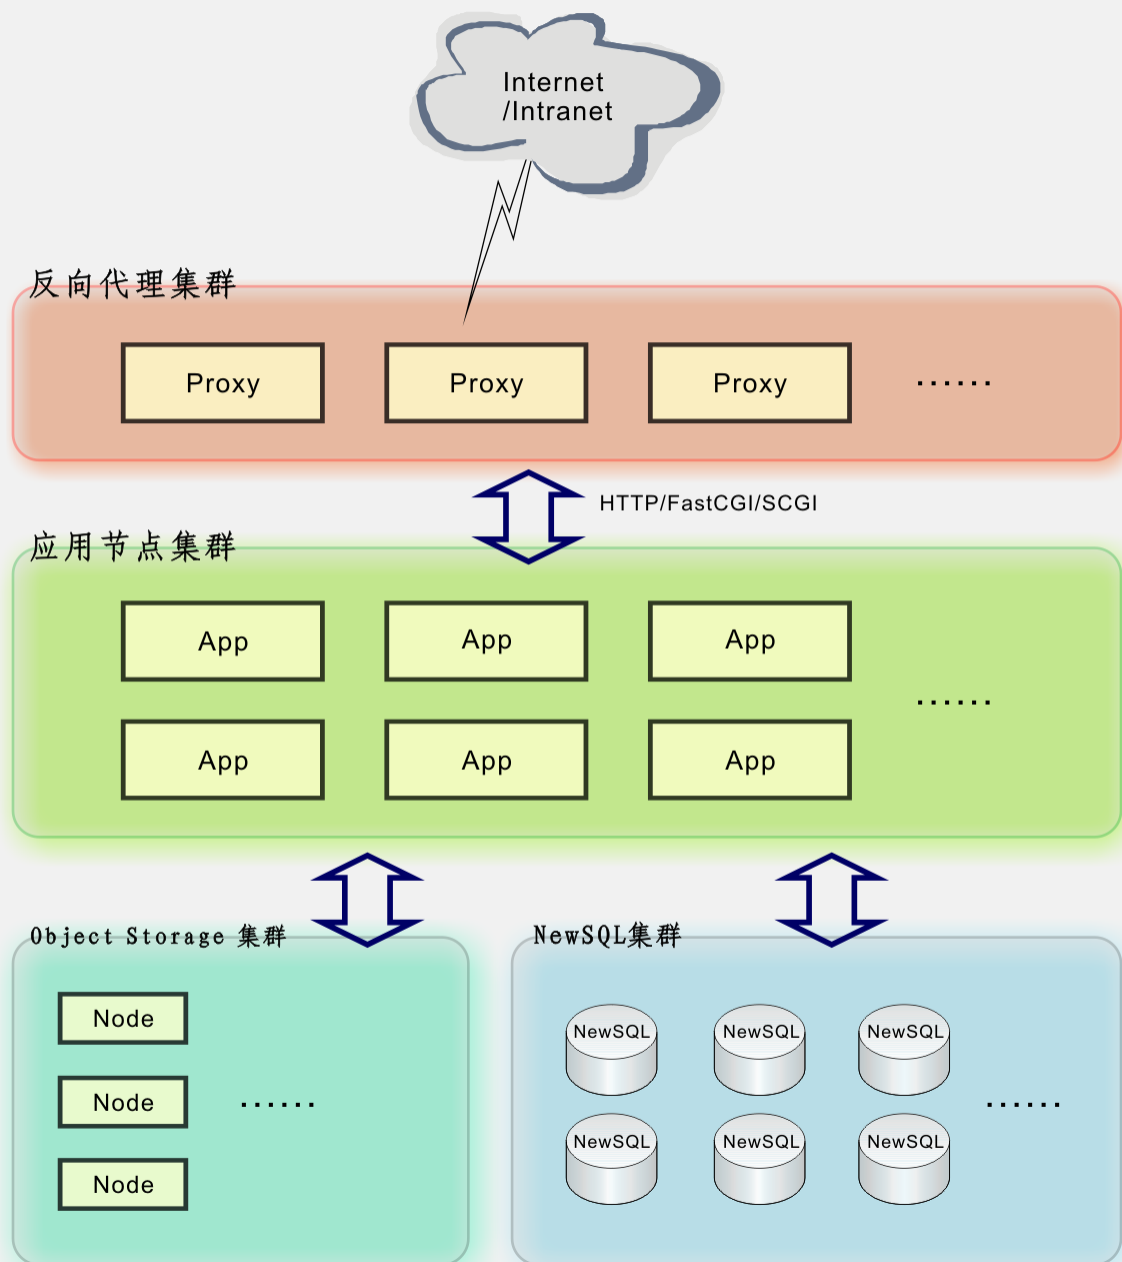 Internet
/Intranet
反向代理集群
Proxy
Proxy
Proxy
......
HTTP/FastCGI/SCGI
应用节点集群
App
App
App
App
App
App
......
Object Storage 集群
Node
Node
Node
......
NewSQL集群
NewSQL
NewSQL
NewSQL
NewSQL
NewSQL
NewSQL
......